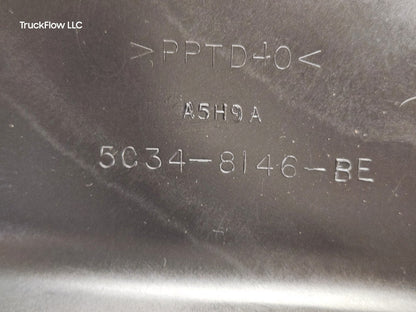 TruckFlow LLC
>PPTD40<
A5H9A
5C34-8146-BE